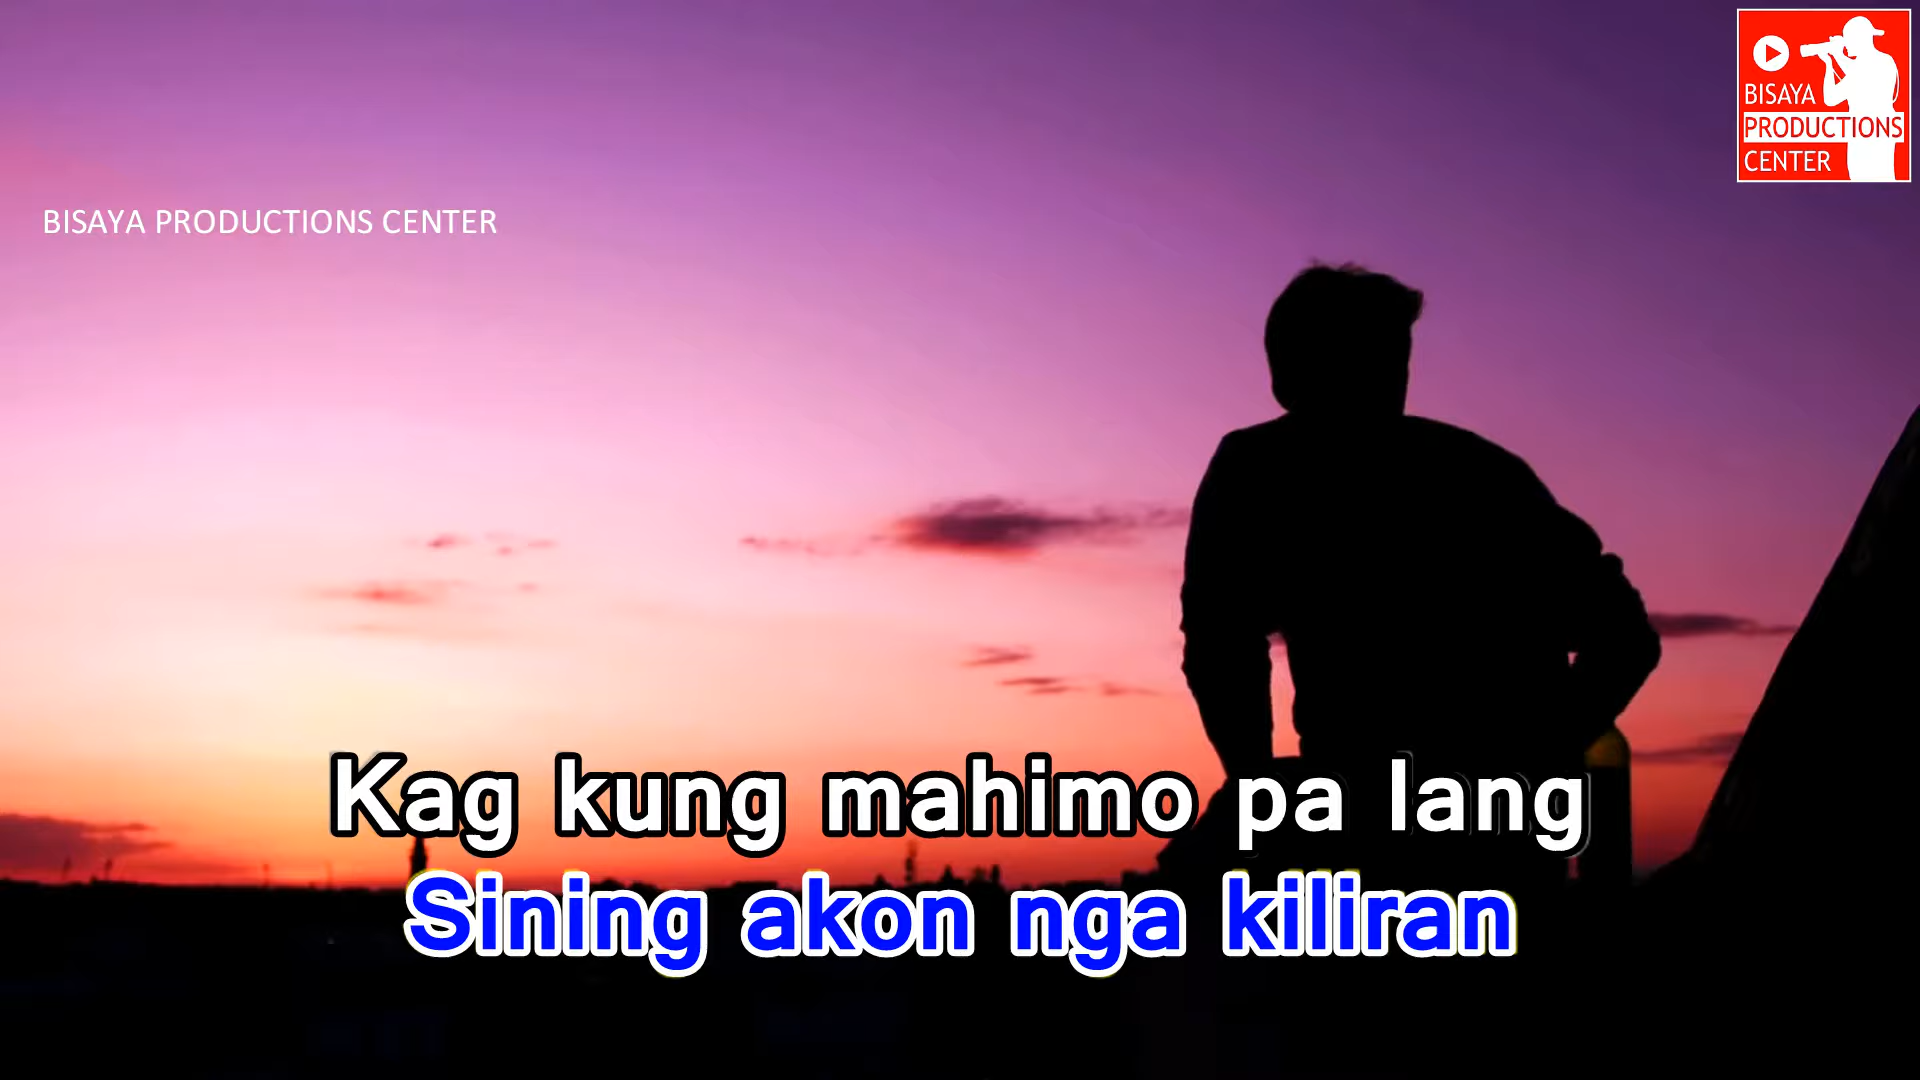 BISAYA
PRODUCTIONS
CENTER
BISAYA PRODUCTIONS CENTER
Kag kung mahimo pa lang
Sining akon nga kiliran